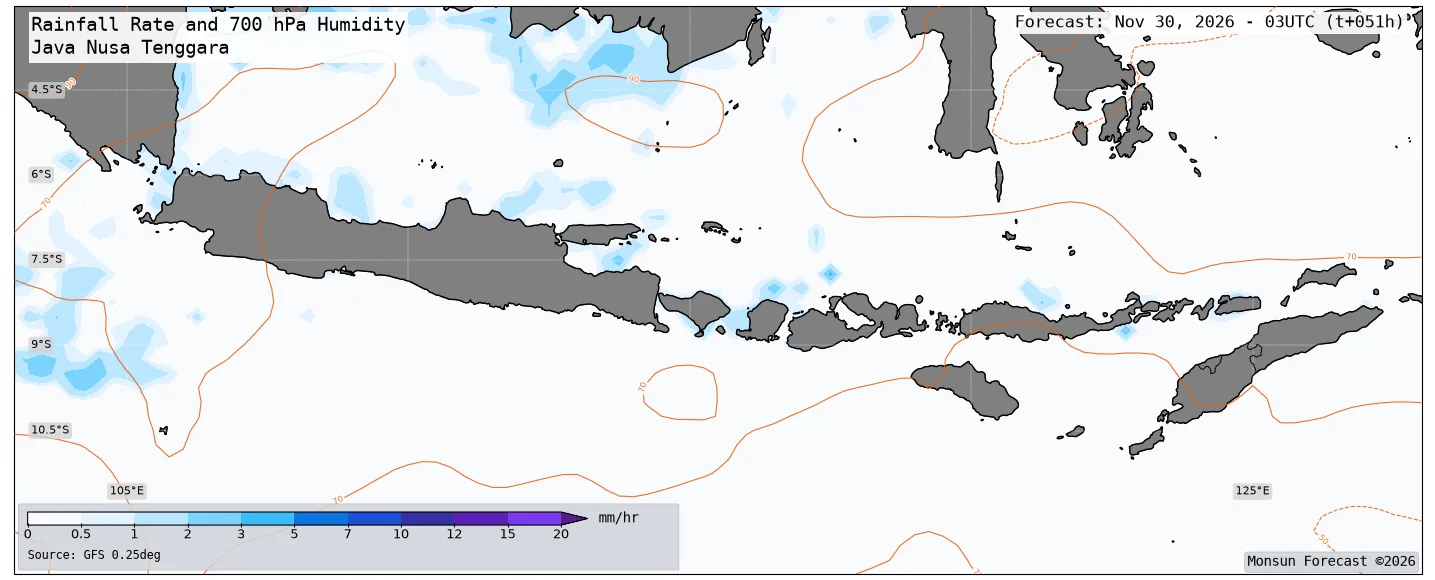 Rainfall Rate and 700 hPa Humidity
Java Nusa Tenggara
Forecast: Nov 30, 2026 - 03UTC (t+051h)
90
90
4.5°S
6°S
70
7.5°S
70
9°S
70
10.5°S
105°E
125°E
70
50
mm/hr
0 0.5 1 2 3 5 7 10 12 15 20
Source: GFS 0.25deg
Monsun Forecast ©2026